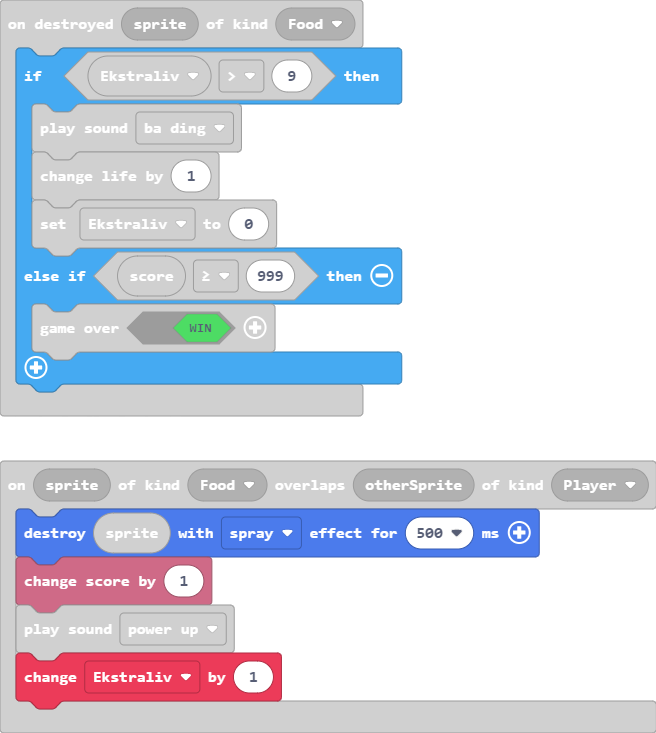 on destroyed sprite of kind Food
if Ekstraliv > 9 then
play sound ba ding
change life by 1
set Ekstraliv to 0
else if score ≥ 999 then
game over WIN
on sprite of kind Food overlaps otherSprite of kind Player
destroy sprite with spray effect for 500 ms
change score by 1
play sound power up
change Ekstraliv by 1